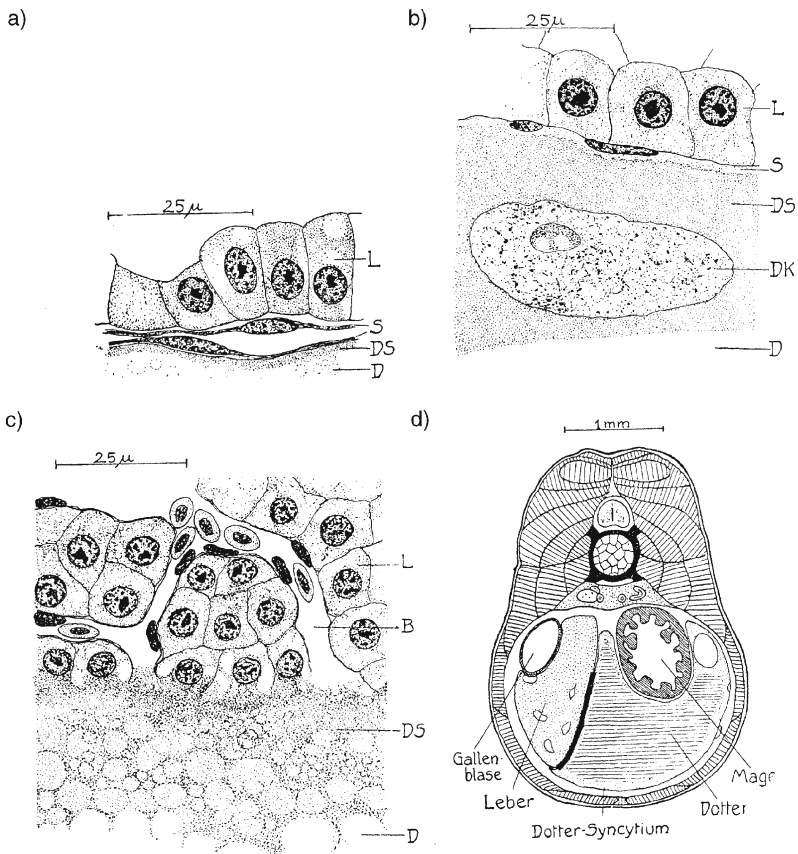 a)
25μ
L
S
DS
D
b)
25μ
L
S
DS
DK
D
c)
25μ
L
B
DS
D
d)
1mm
Gallen-
blase
Leber
Dotter-Syncytium
Dotter
Mage